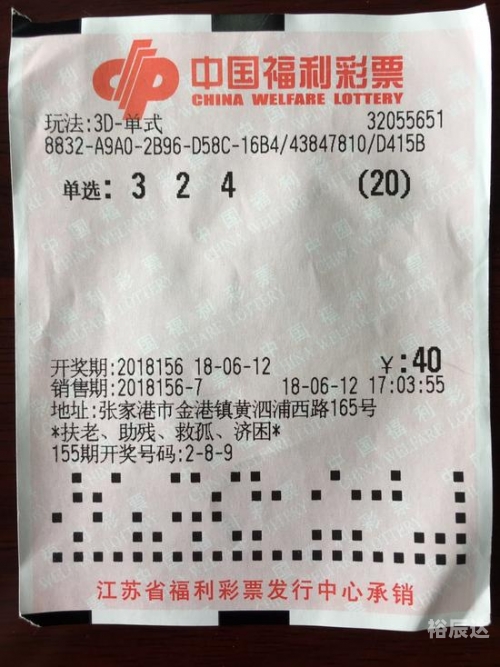 中国福利彩票
CHINA WELFARE LOTTERY
玩法:3D-单式 32055651
8832-A9A0-2B96-D58C-16B4/43847810/D415B
单选: 3 2 4 (20)
开奖期:2018156 18-06-12 ¥:40
销售期:2018156-7 18-06-12 17:03:55
地址:张家港市金港镇黄泗浦西路165号
*扶老、助残、救孤、济困*
155期开奖号码:2-8-9
江苏省福利彩票发行中心承销
裕辰达